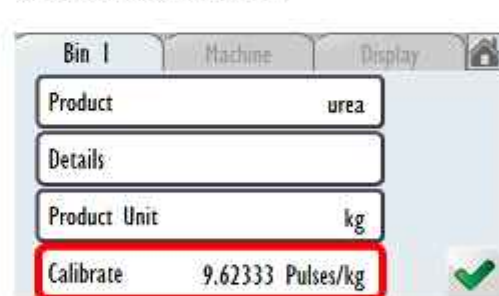 Bin 1 Machine Display
Product urea
Details
Product Unit kg
Calibrate 9.62333 Pulses/kg